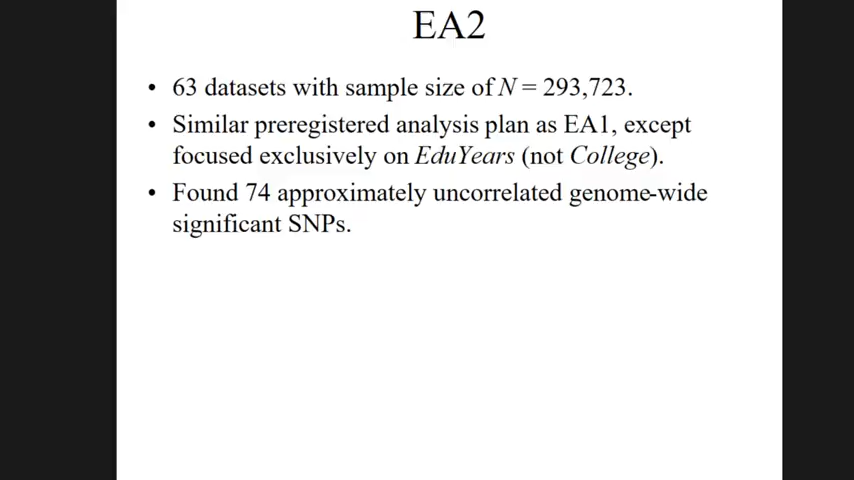 EA2
• 63 datasets with sample size of N = 293,723.
• Similar preregistered analysis plan as EA1, except
focused exclusively on EduYears (not College).
• Found 74 approximately uncorrelated genome-wide
significant SNPs.